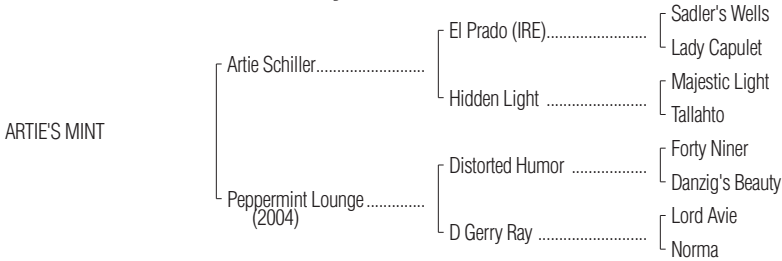 Sadler's Wells
El Prado (IRE)........................
Lady Capulet
Artie Schiller..........................
Majestic Light
Hidden Light ........................
Tallahto
ARTIE'S MINT
Forty Niner
Distorted Humor ..................
Danzig's Beauty
Peppermint Lounge ..............
(2004)
Lord Avie
D Gerry Ray ..........................
Norma